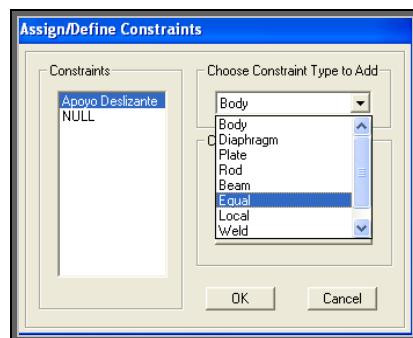 Assign/Define Constraints
Constraints
Choose Constraint Type to Add
Apoyo Deslizante
NULL
Body
Body
Diaphragm
Plate
Rod
Beam
Equal
Local
Weld
C
OK
Cancel